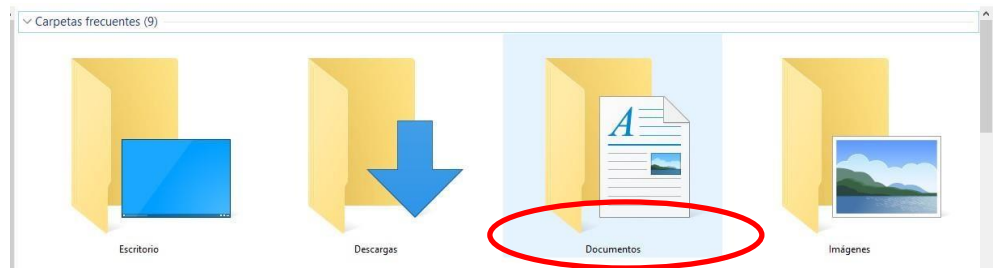 Carpetas frecuentes (9)
A
Escritorio
Descargas
Documentos
Imágenes